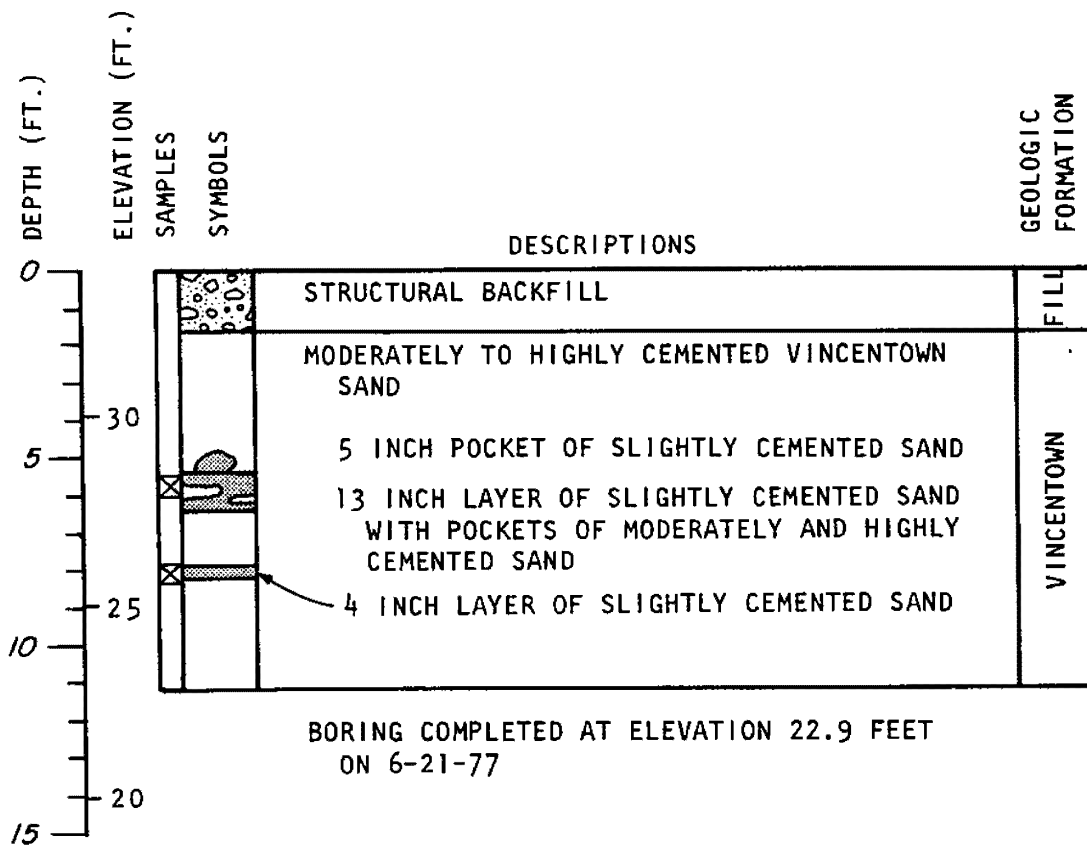 DEPTH (FT.)
ELEVATION (FT.)
SAMPLES
SYMBOLS
DESCRIPTIONS
GEOLOGIC
FORMATION
0
STRUCTURAL BACKFILL
FILL
MODERATELY TO HIGHLY CEMENTED VINCENTOWN
SAND
30
5
5 INCH POCKET OF SLIGHTLY CEMENTED SAND
13 INCH LAYER OF SLIGHTLY CEMENTED SAND
WITH POCKETS OF MODERATELY AND HIGHLY
CEMENTED SAND
VINCENTOWN
25
4 INCH LAYER OF SLIGHTLY CEMENTED SAND
10
BORING COMPLETED AT ELEVATION 22.9 FEET
ON 6-21-77
20
15